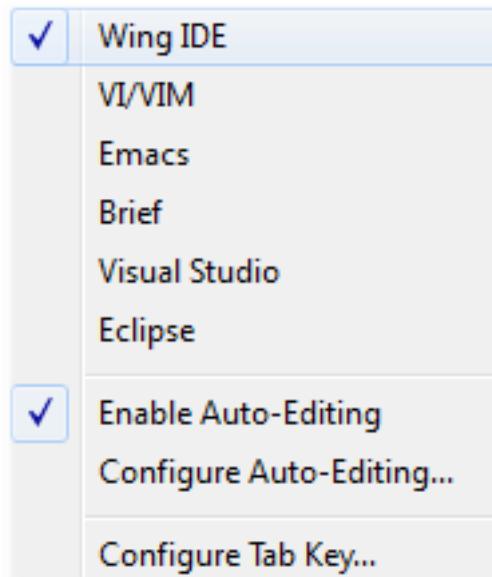 Wing IDE
VI/VIM
Emacs
Brief
Visual Studio
Eclipse
Enable Auto-Editing
Configure Auto-Editing...
Configure Tab Key...